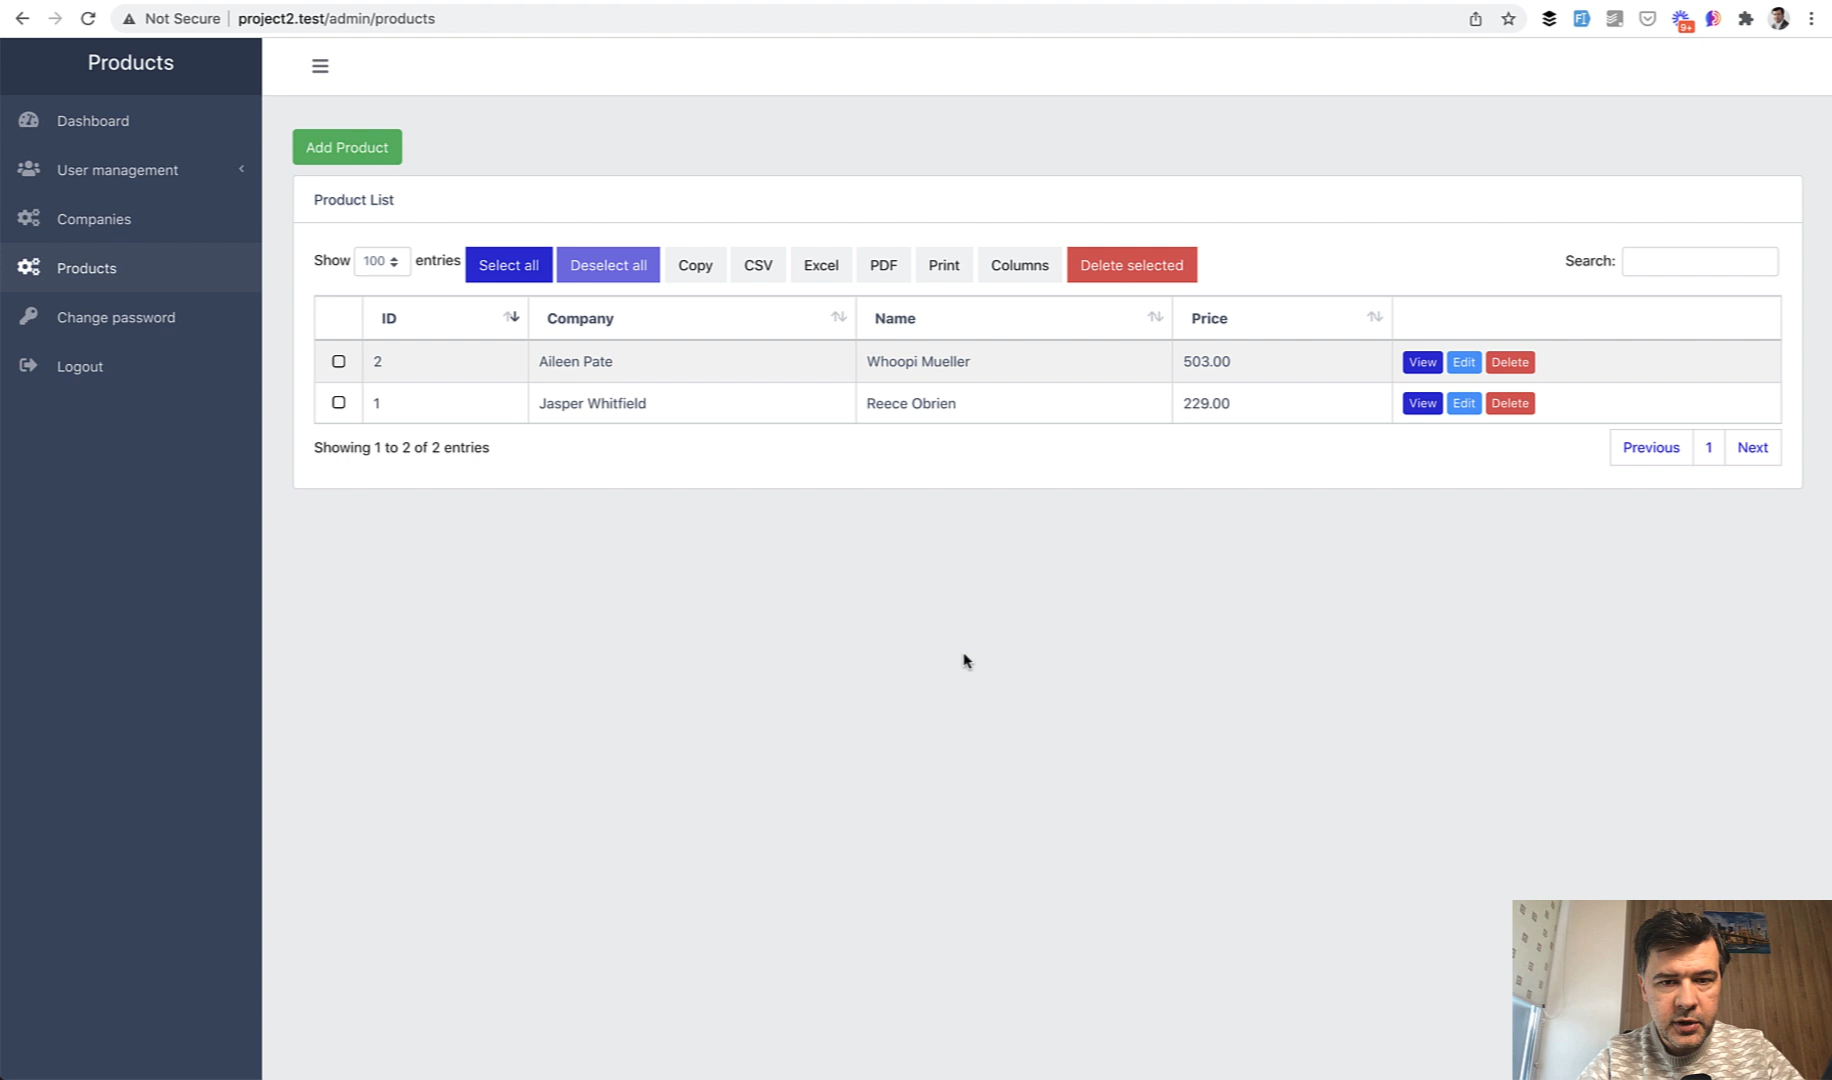 Not Secure project2.test/admin/products
9+
Products
Dashboard
User management
Companies
Products
Change password
Logout
Add Product
Product List
Show 100 entries Select all Deselect all Copy CSV Excel PDF Print Columns Delete selected Search:
ID Company Name Price
2 Aileen Pate Whoopi Mueller 503.00 View Edit Delete
1 Jasper Whitfield Reece Obrien 229.00 View Edit Delete
Showing 1 to 2 of 2 entries Previous 1 Next